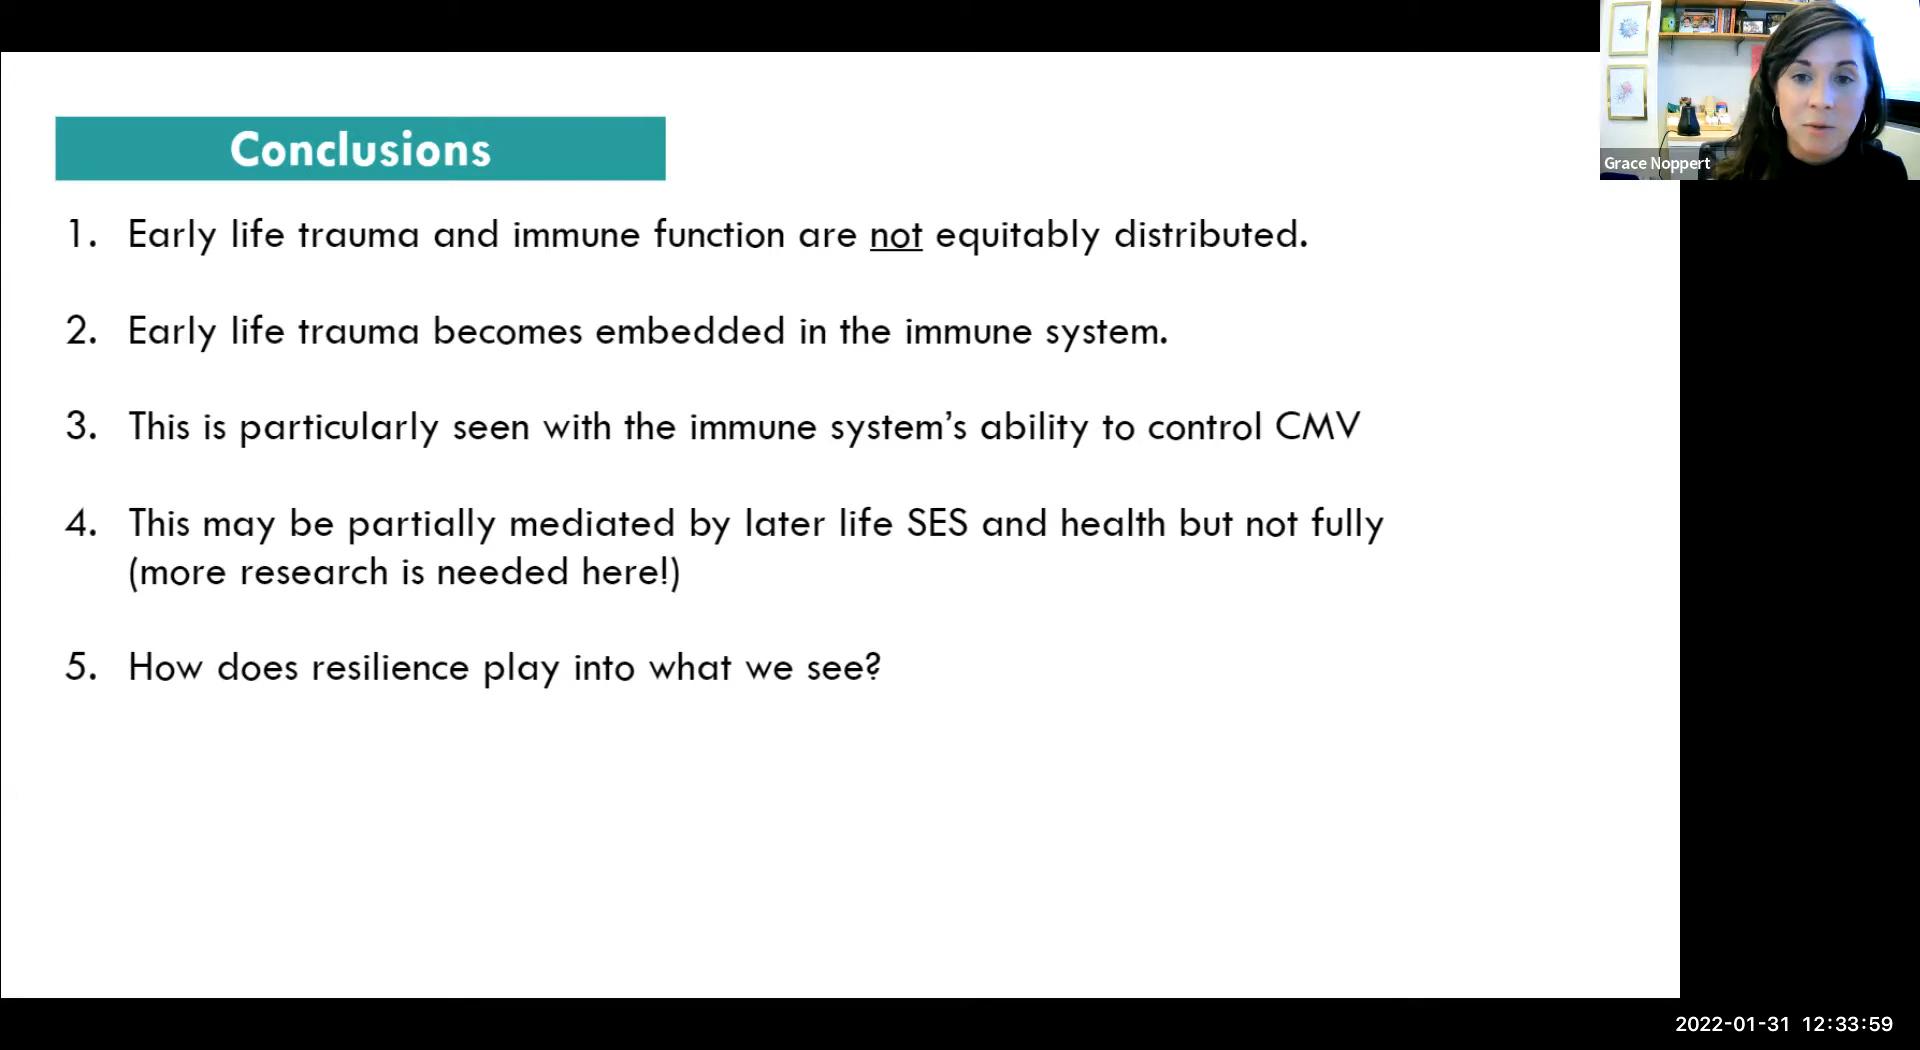 Conclusions
1. Early life trauma and immune function are not equitably distributed.
2. Early life trauma becomes embedded in the immune system.
3. This is particularly seen with the immune system’s ability to control CMV
4. This may be partially mediated by later life SES and health but not fully
(more research is needed here!)
5. How does resilience play into what we see?
Grace Noppert
2022-01-31 12:33:59